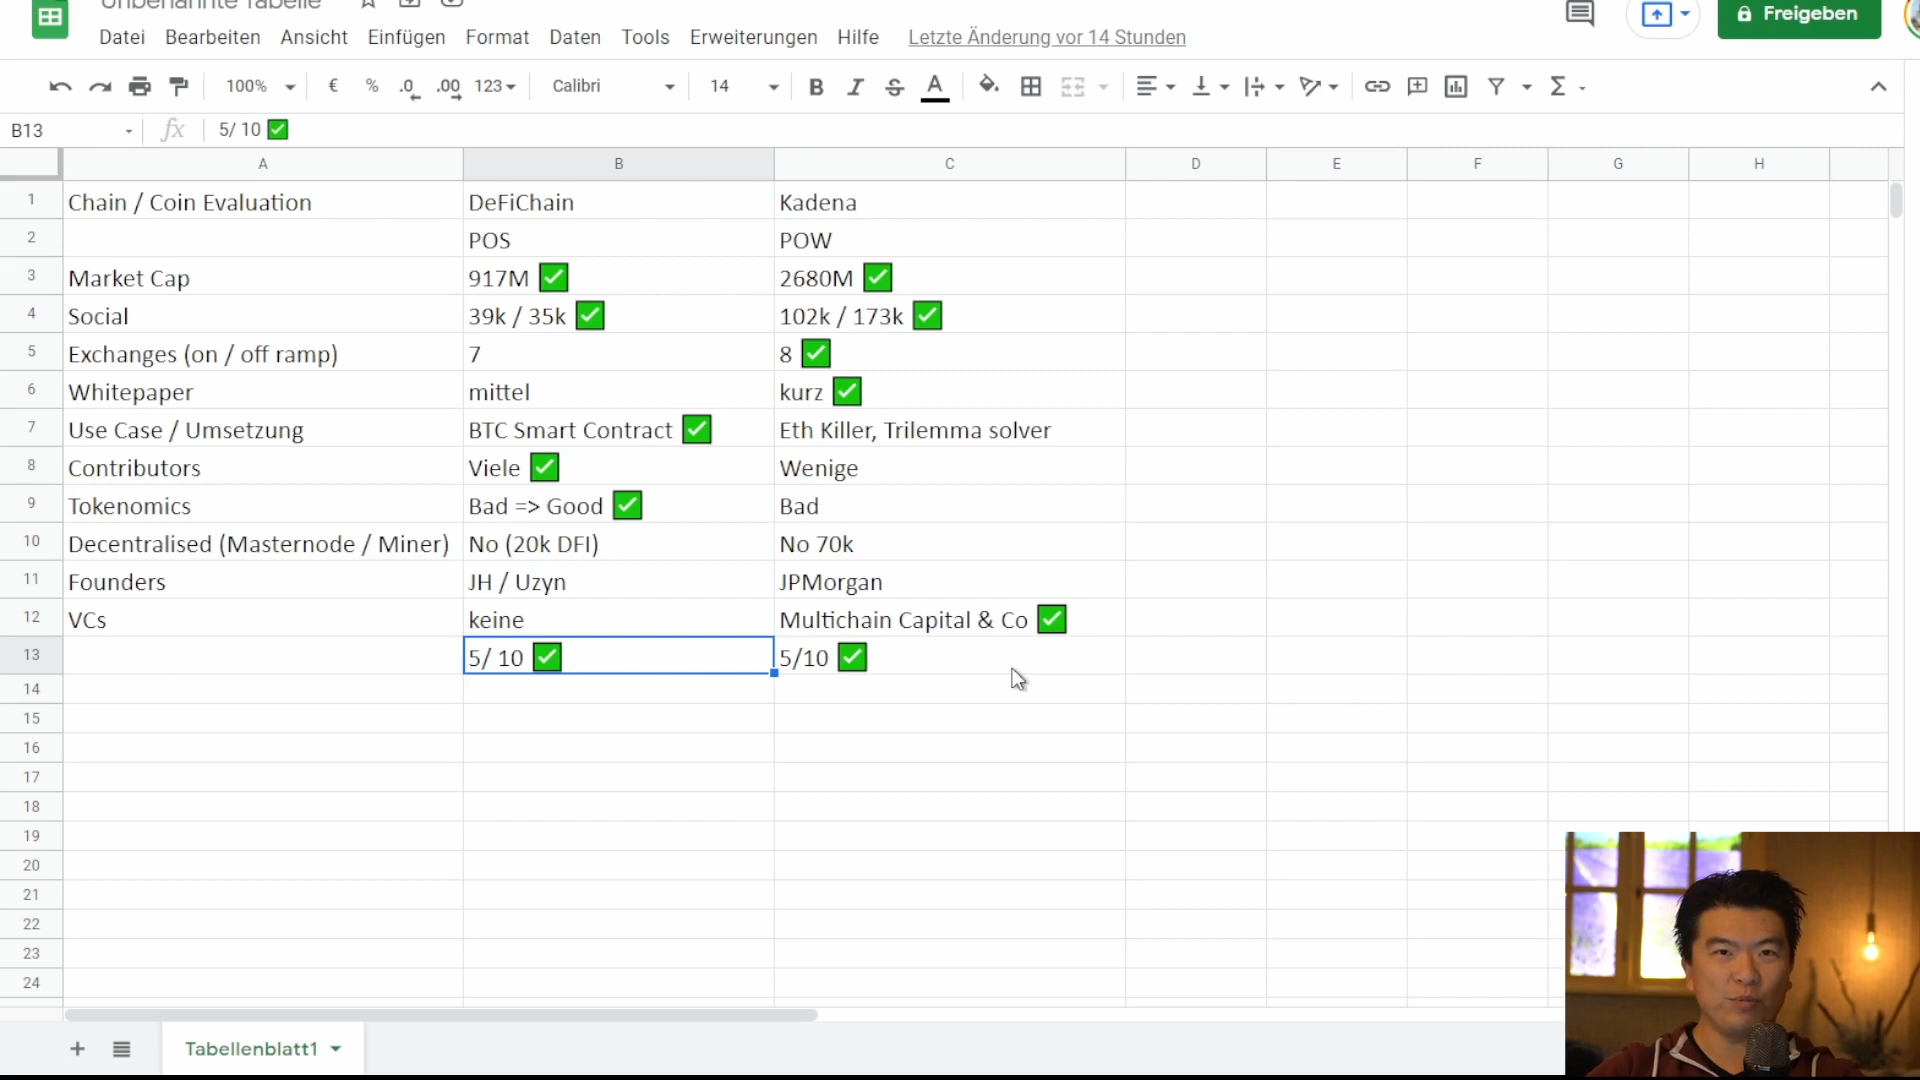 Unbenannte Tabelle
Datei Bearbeiten Ansicht Einfügen Format Daten Tools Erweiterungen Hilfe Letzte Änderung vor 14 Stunden
Freigeben
100% € % .0 .00 123 Calibri 14 B I S A Σ
B13 fx 5/ 10 ✅
A B C D E F G H
1 Chain / Coin Evaluation DeFiChain Kadena
2 POS POW
3 Market Cap 917M ✅ 2680M ✅
4 Social 39k / 35k ✅ 102k / 173k ✅
5 Exchanges (on / off ramp) 7 8 ✅
6 Whitepaper mittel kurz ✅
7 Use Case / Umsetzung BTC Smart Contract ✅ Eth Killer, Trilemma solver
8 Contributors Viele ✅ Wenige
9 Tokenomics Bad => Good ✅ Bad
10 Decentralised (Masternode / Miner) No (20k DFI) No 70k
11 Founders JH / Uzyn JPMorgan
12 VCs keine Multichain Capital & Co ✅
13 5/ 10 ✅ 5/10 ✅
14
15
16
17
18
19
20
21
22
23
24
Tabellenblatt1